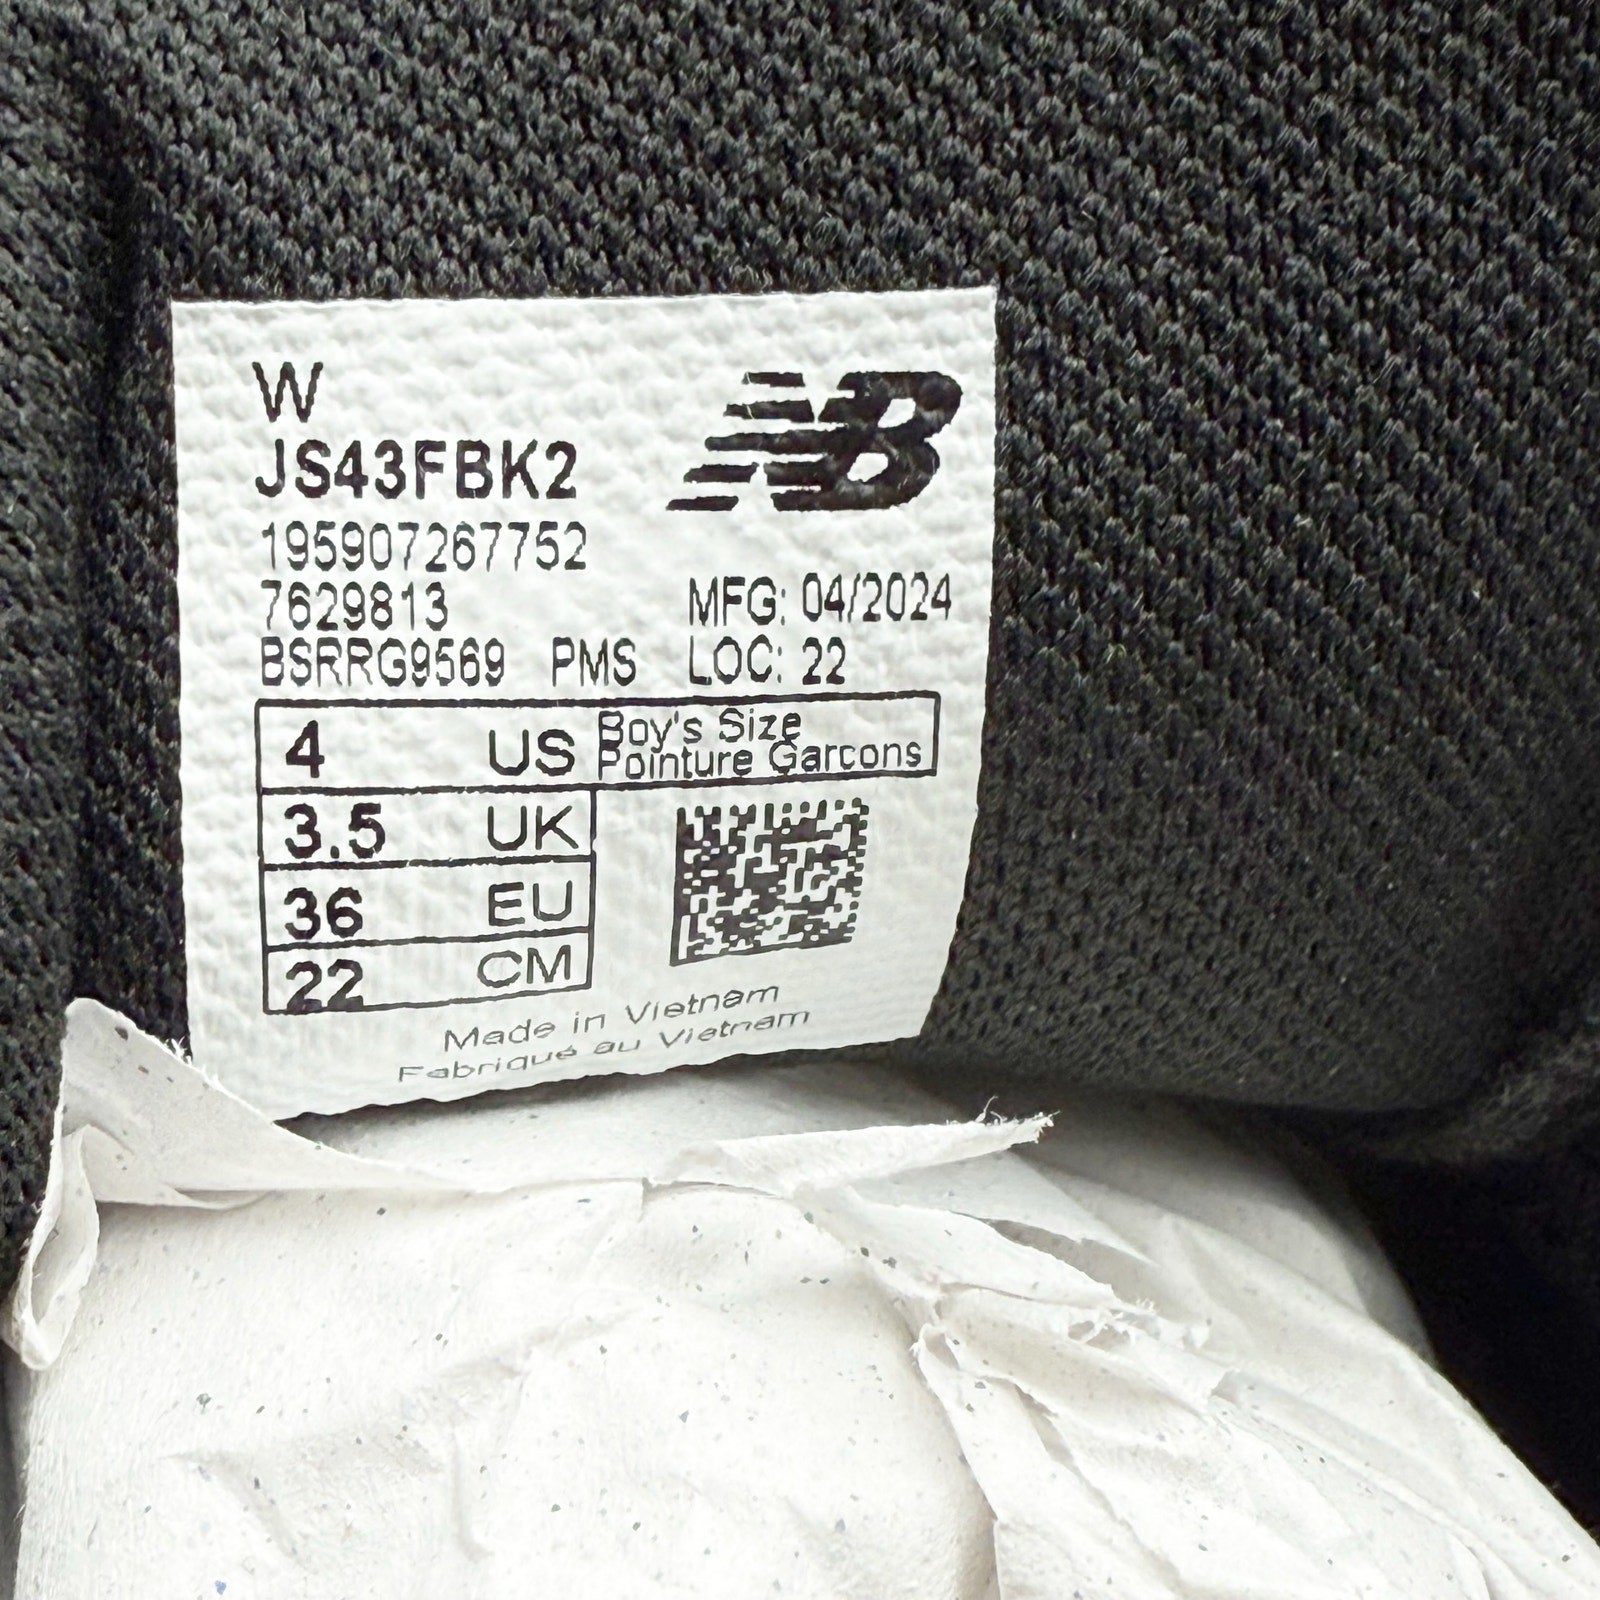 W
JS43FBK2
NB
195907267752
7629813 MFG: 04/2024
BSRRG9569 PMS LOC: 22
4 US Boy's Size
Pointure Garcons
3.5 UK
36 EU
22 CM
Made in Vietnam
Fabriqué au Vietnam